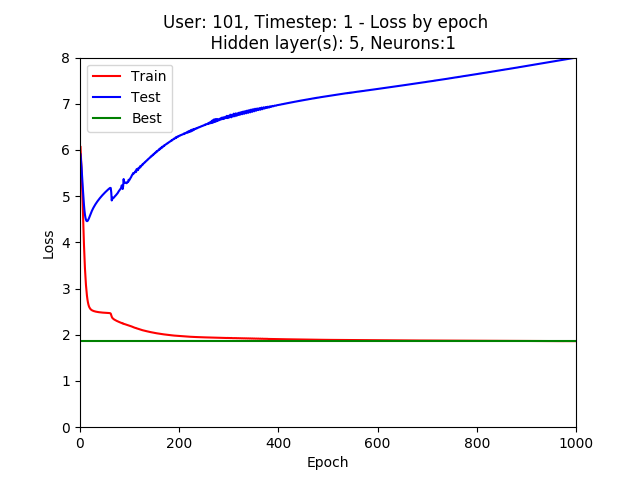 User: 101, Timestep: 1 - Loss by epoch
Hidden layer(s): 5, Neurons:1
Train
Test
Best
8
7
6
5
4
3
2
1
0
Loss
0 200 400 600 800 1000
Epoch